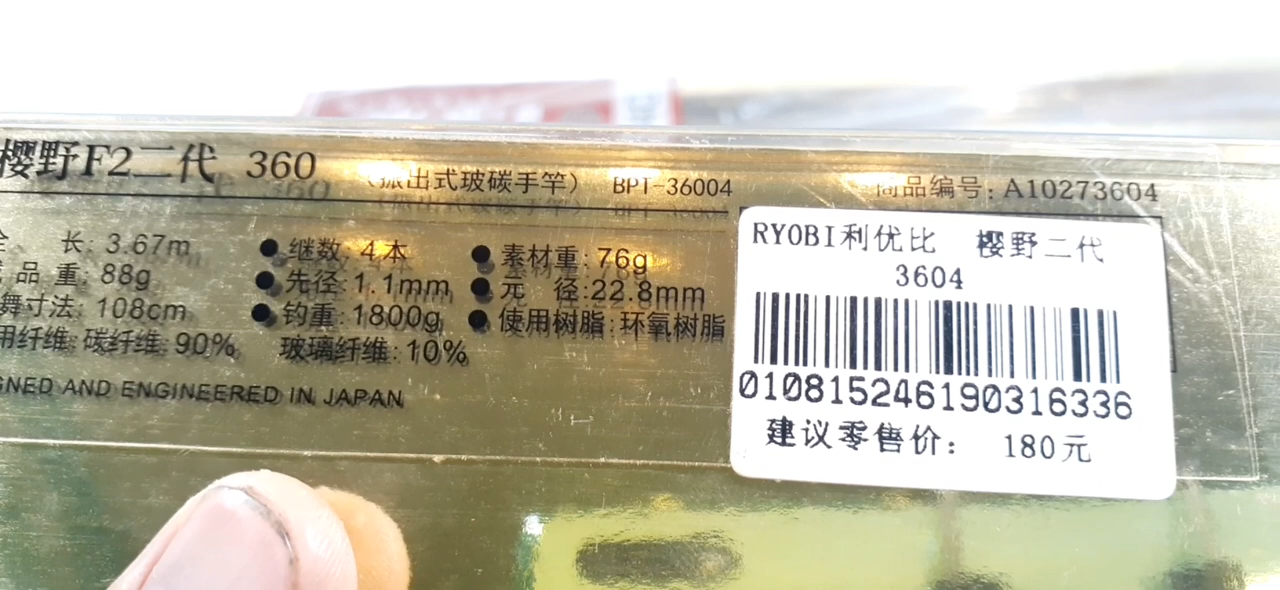 樱野F2二代 360 (振出式玻碳手竿) BPT-36004 商品编号: A10273604
长: 3.67m ●继数: 4本 ●素材重: 76g
品重: 88g ●先径: 1.1mm ●元 径: 22.8mm
舞寸法: 108cm ●钓重: 1800g ●使用树脂: 环氧树脂
用纤维: 碳纤维: 90% 玻璃纤维: 10%
GNED AND ENGINEERED IN JAPAN
RYOBI利优比 樱野二代
3604
010815246190316336
建议零售价: 180元